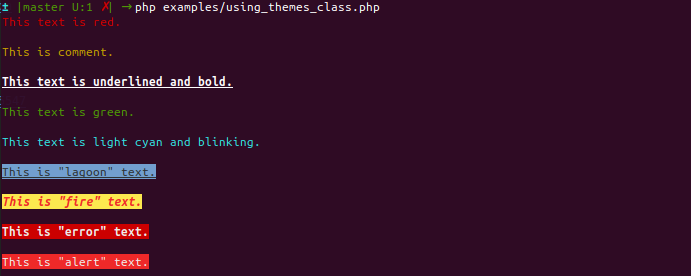 ± |master U:1 ✗| → php examples/using_themes_class.php
This text is red.
This is comment.
This text is underlined and bold.
This text is green.
This text is light cyan and blinking.
This is "lagoon" text.
This is "fire" text.
This is "error" text.
This is "alert" text.